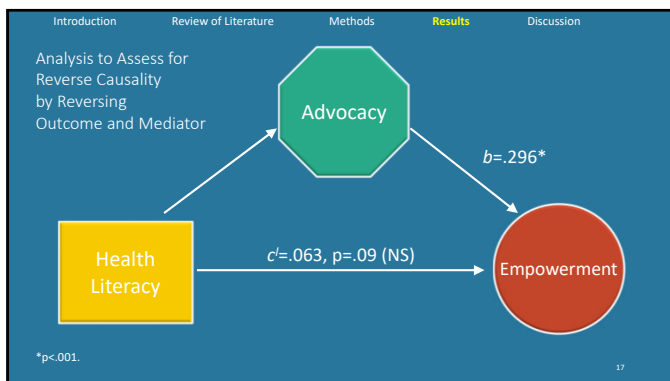 Introduction Review of Literature Methods Results Discussion
Analysis to Assess for
Reverse Causality
by Reversing
Outcome and Mediator
Advocacy
b=.296*
Health
Literacy
c'=.063, p=.09 (NS)
Empowerment
*p<.001.
17